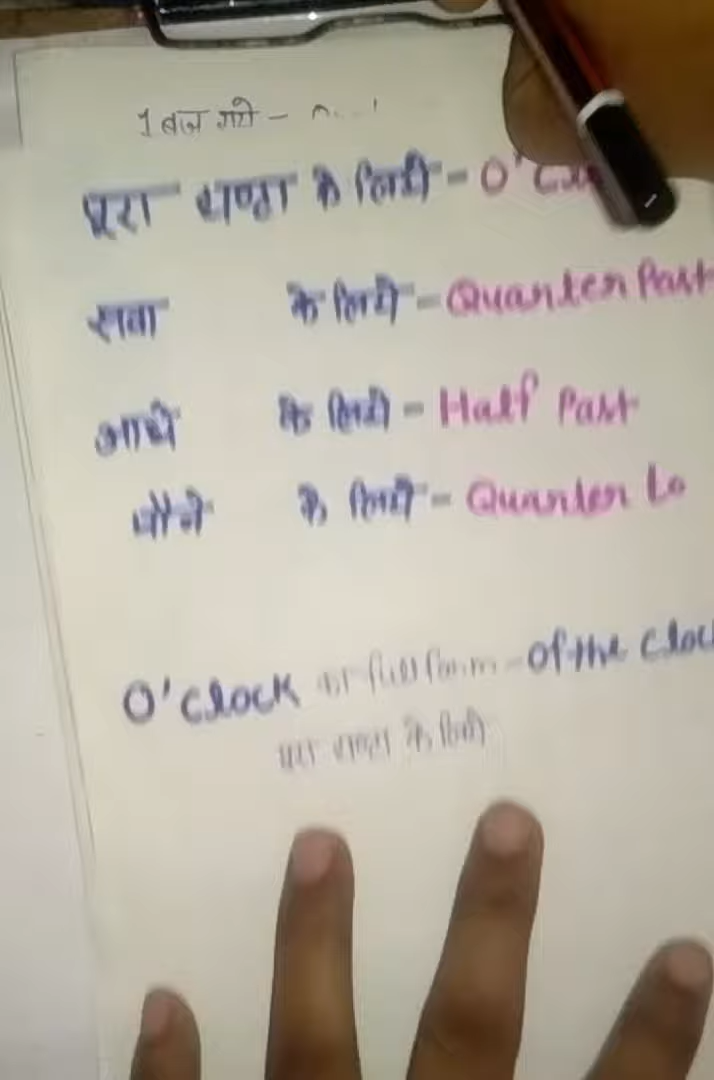 1 बज गये -
पूरा घण्टा के लिये - O'
सवा के लिये - Quarter Past
आधे के लिये - Half Past
पौने के लिये - Quarter to
O'clock का full form - Of the
पूरा घण्टा के लिये